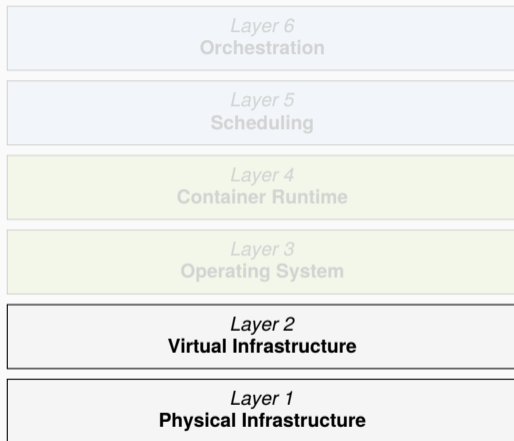 Layer 6
Orchestration
Layer 5
Scheduling
Layer 4
Container Runtime
Layer 3
Operating System
Layer 2
Virtual Infrastructure
Layer 1
Physical Infrastructure